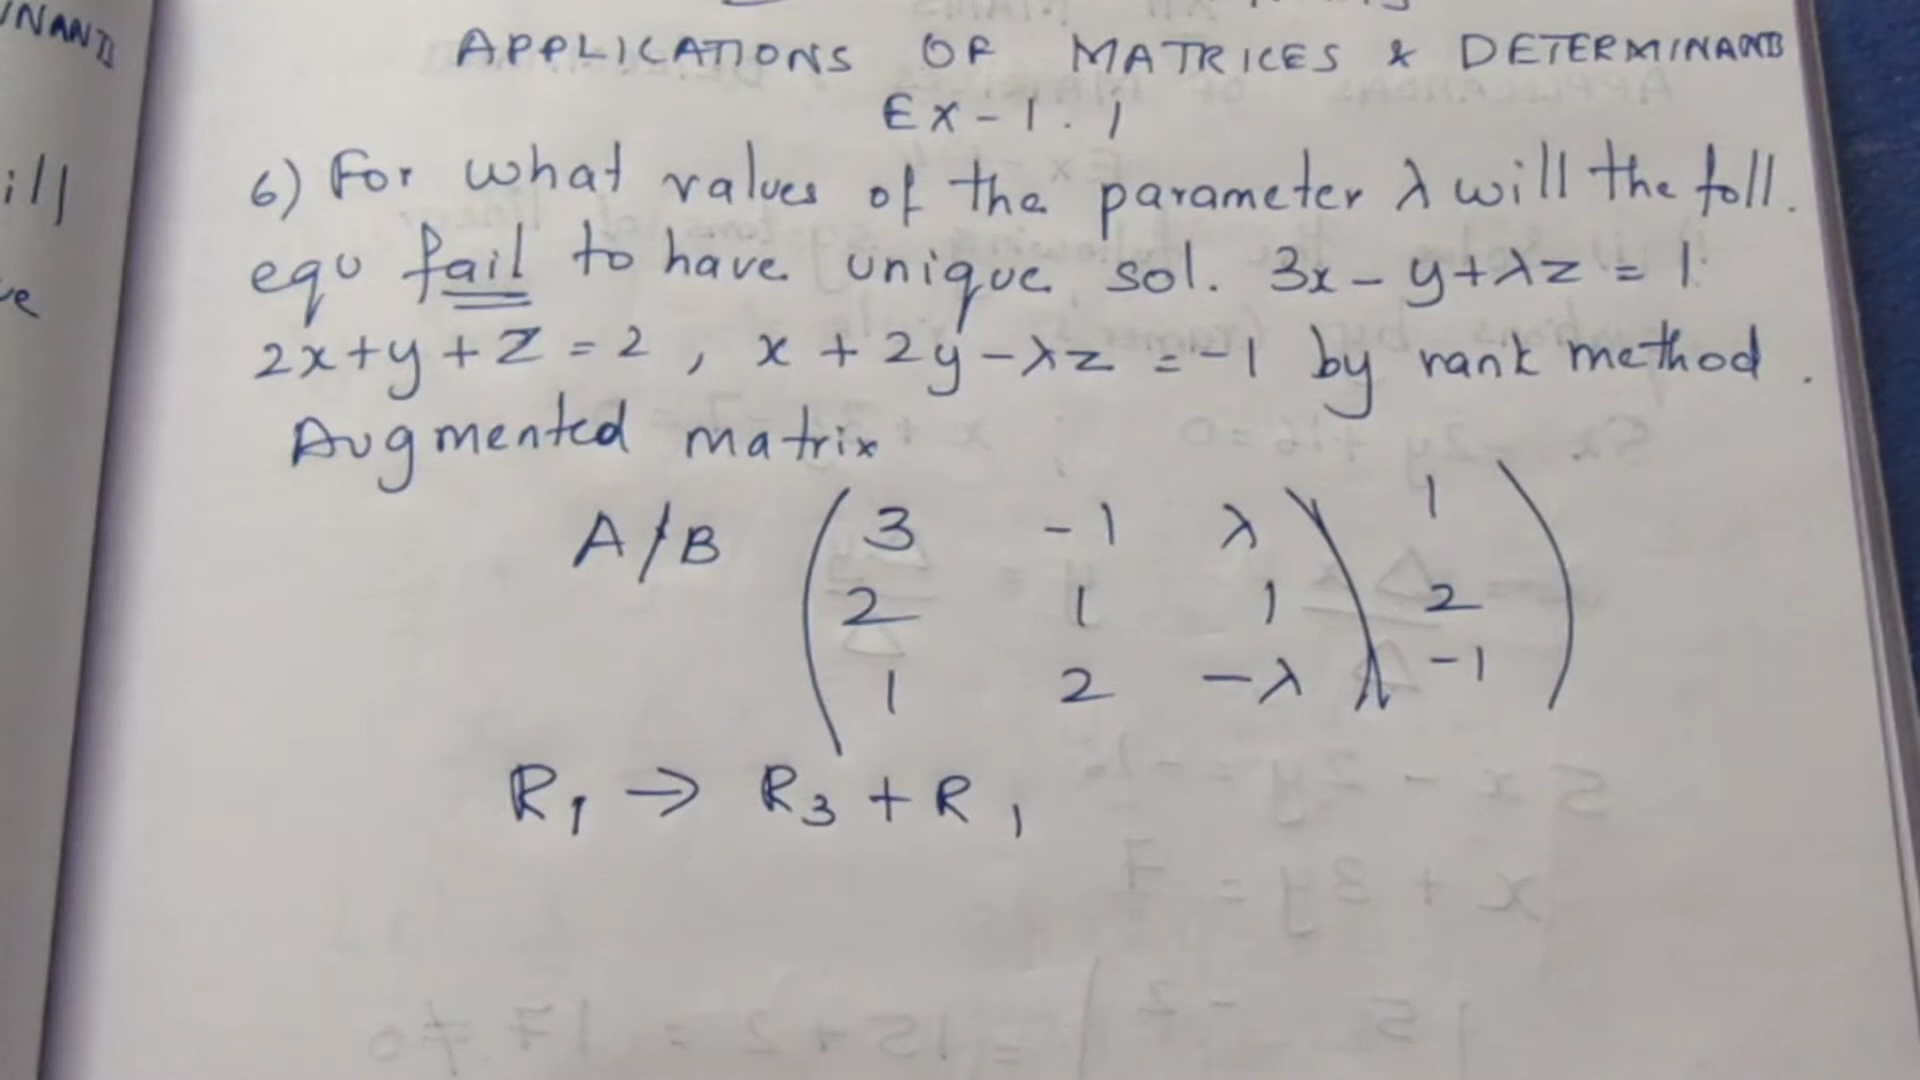 UNANTS
APPLICATIONS OF MATRICES & DETERMINANTS
EX-1.1
ill
6) For what values of the parameter λ will the foll.
equ fail to have unique sol. 3x - y + λz = 1
2x + y + z = 2, x + 2y - λz = -1 by rank method.
Augmented matrix
A/B ( 3 -1 λ | 1 )
2 1 1 2
1 2 -λ -1
R₁ → R₃ + R₁